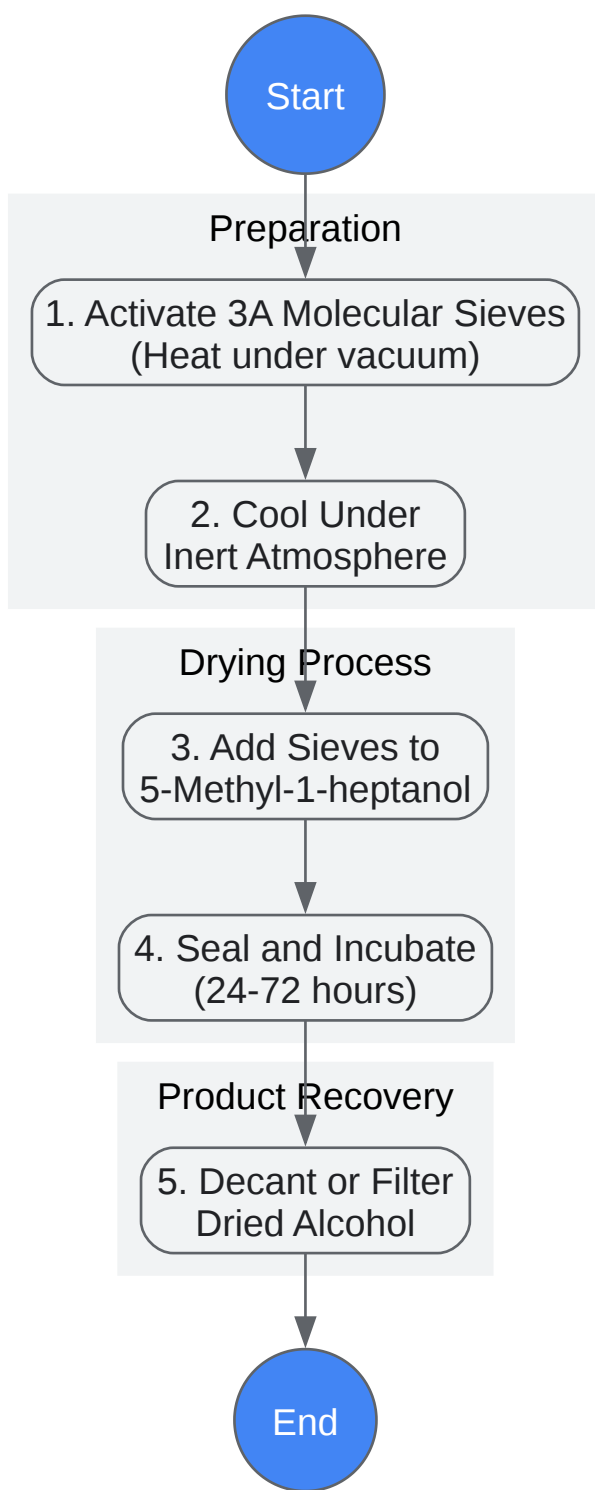 Start
Preparation
1. Activate 3A Molecular Sieves
(Heat under vacuum)
2. Cool Under
Inert Atmosphere
Drying Process
3. Add Sieves to
5-Methyl-1-heptanol
4. Seal and Incubate
(24-72 hours)
Product Recovery
5. Decant or Filter
Dried Alcohol
End